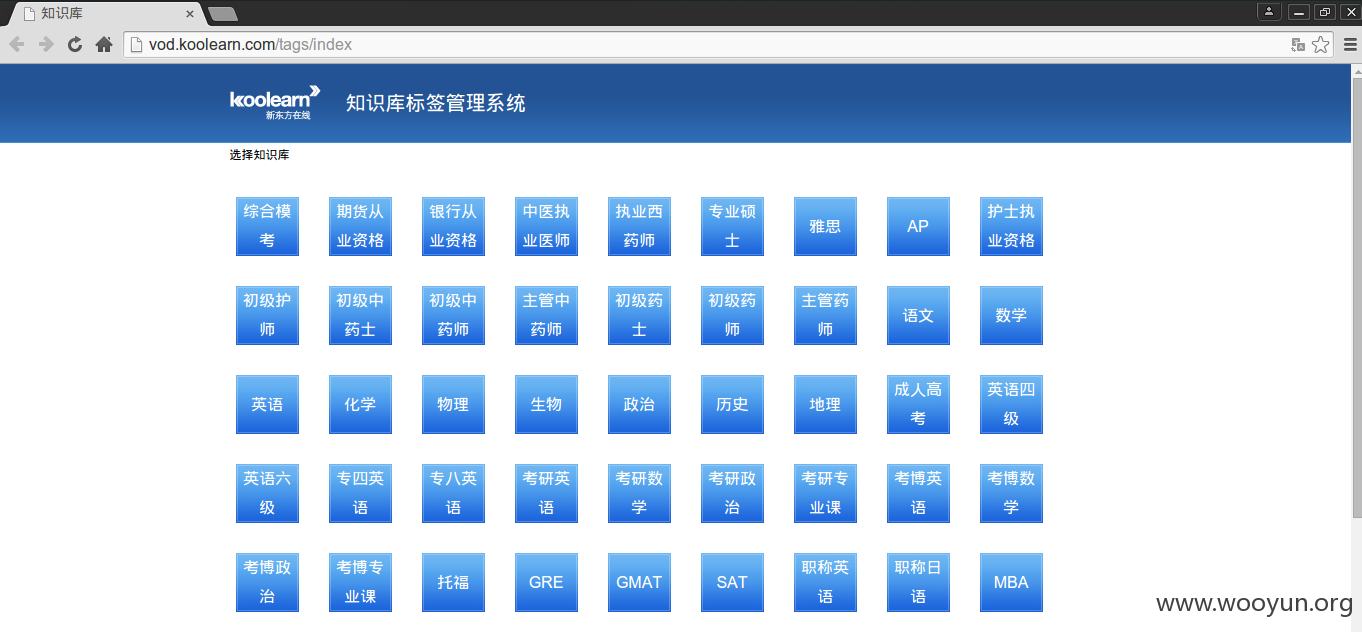 知识库
vod.koolearn.com/tags/index
koolearn
新东方在线
知识库标签管理系统
选择知识库
综合模
考
期货从
业资格
银行从
业资格
中医执
业医师
执业西
药师
专业硕
士
雅思
AP
护士执
业资格
初级护
师
初级中
药士
初级中
药师
主管中
药师
初级药
士
初级药
师
主管药
师
语文
数学
英语
化学
物理
生物
政治
历史
地理
成人高
考
英语四
级
英语六
级
专四英
语
专八英
语
考研英
语
考研数
学
考研政
治
考研专
业课
考博英
语
考博数
学
考博政
治
考博专
业课
托福
GRE
GMAT
SAT
职称英
语
职称日
语
MBA
www.wooyun.org